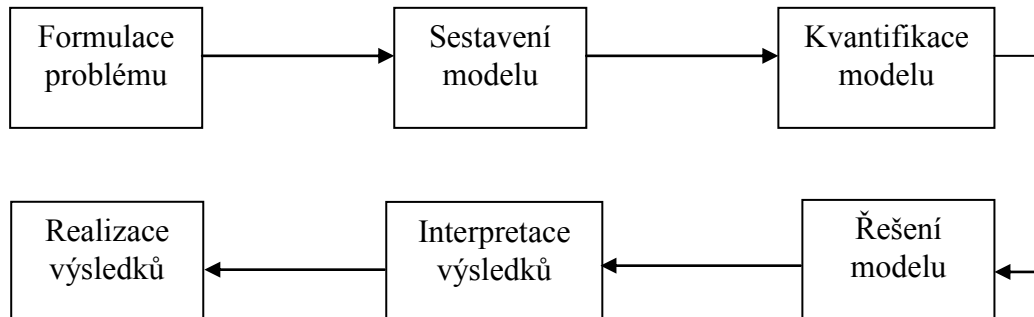 Formulace
problému
Sestavení
modelu
Kvantifikace
modelu
Realizace
výsledků
Interpretace
výsledků
Řešení
modelu